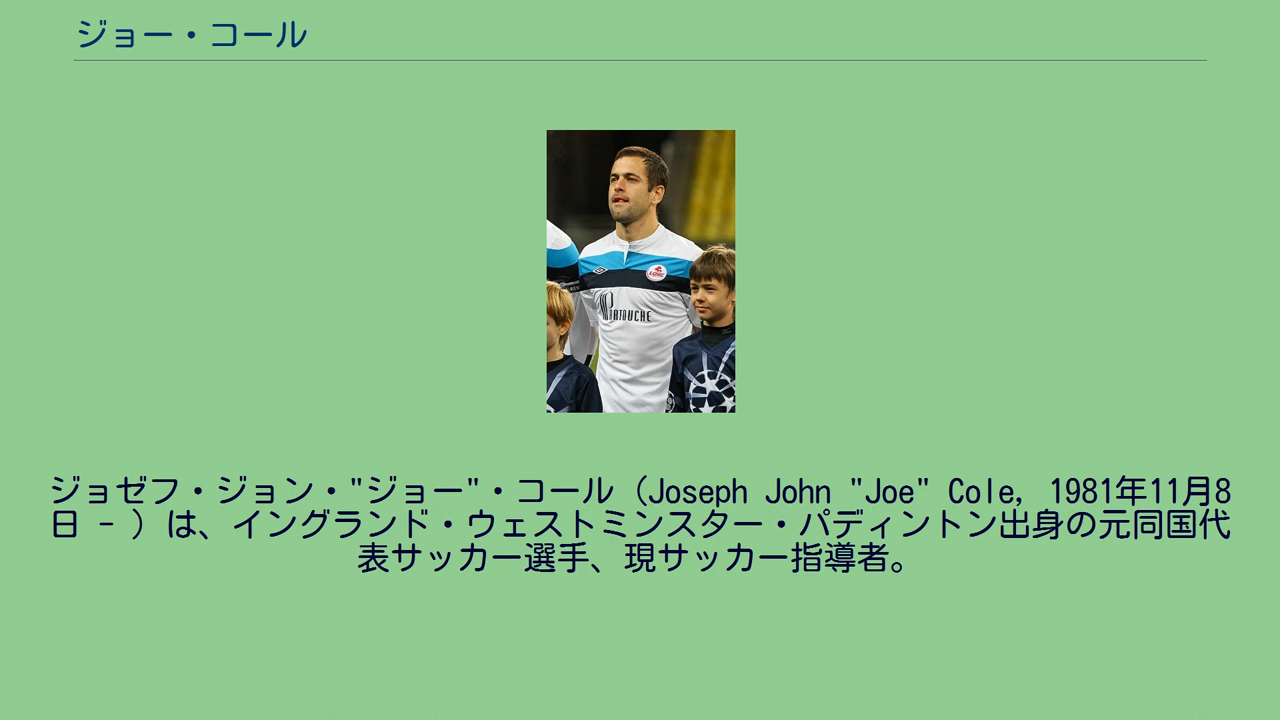 ジョー・コール
LOSC
PARTOUCHE
ジョゼフ・ジョン・"ジョー"・コール（Joseph John "Joe" Cole, 1981年11月8
日 - ）は、イングランド・ウェストミンスター・パディントン出身の元同国代
表サッカー選手、現サッカー指導者。